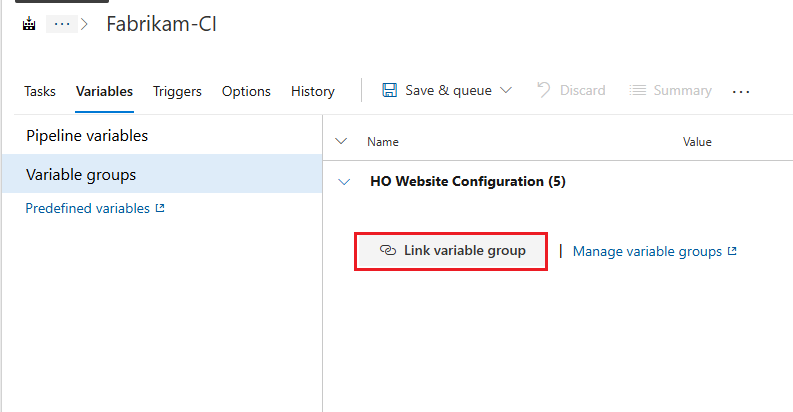 ··· Fabrikam-CI
Tasks Variables Triggers Options History Save & queue Discard Summary ...
Pipeline variables
Name Value
Variable groups
HO Website Configuration (5)
Predefined variables
Link variable group | Manage variable groups